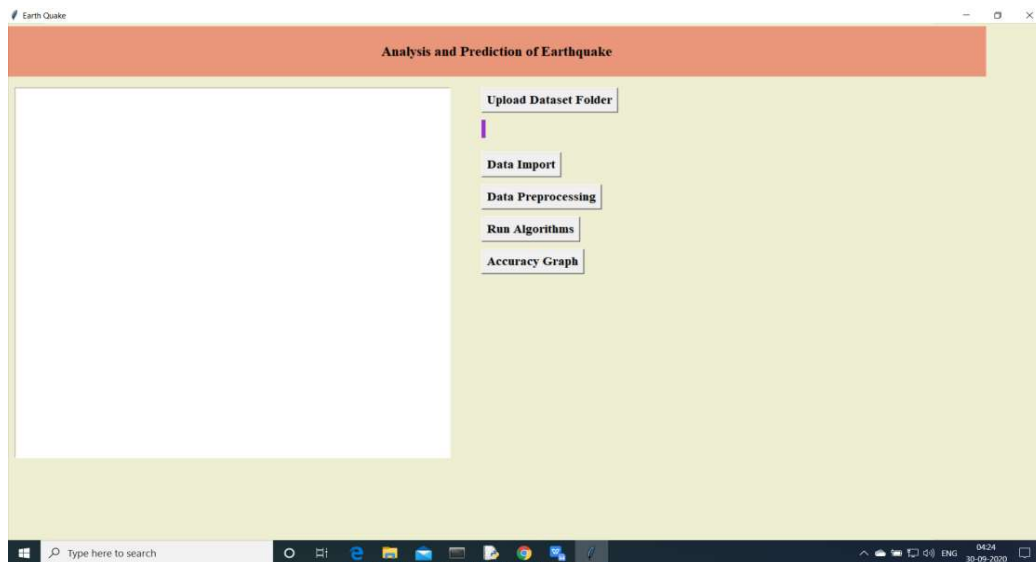 Earth Quake
Analysis and Prediction of Earthquake
Upload Dataset Folder
Data Import
Data Preprocessing
Run Algorithms
Accuracy Graph
Type here to search
ENG
04:24
30-09-2020